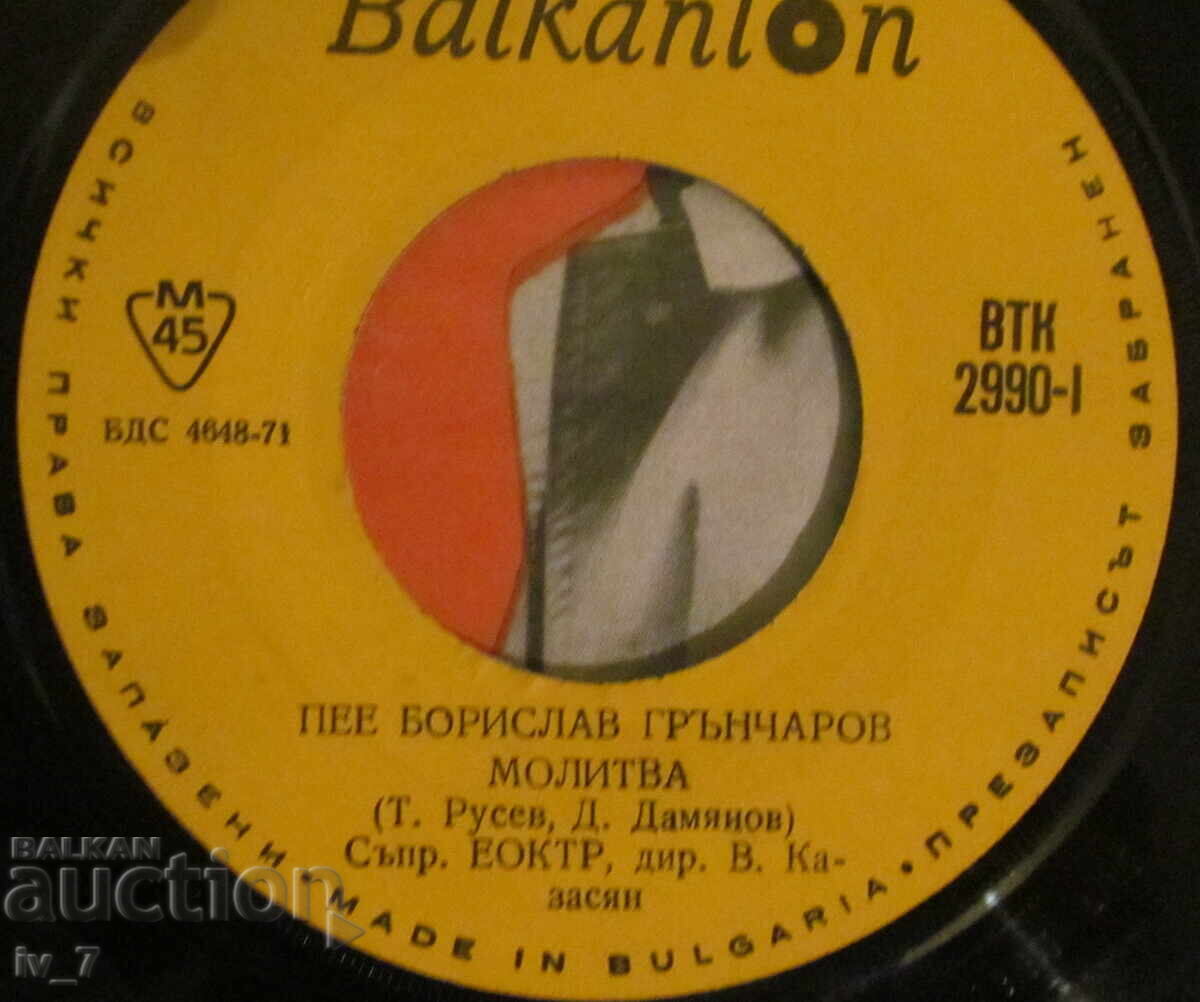 Balkanton
ВСИЧКИ ПРАВА ЗАПАЗЕНИ • MADE IN BULGARIA • ПРЕЗАПИСЪТ ЗАБРАНЕН
М
45
БДС 4648-71
ВТК
2990-I
ПЕЕ БОРИСЛАВ ГРЪНЧАРОВ
МОЛИТВА
(Т. Русев, Д. Дамянов)
Съпр. ЕОКТР, дир. В. Ка-
засян
BALKAN
auction
iv_7